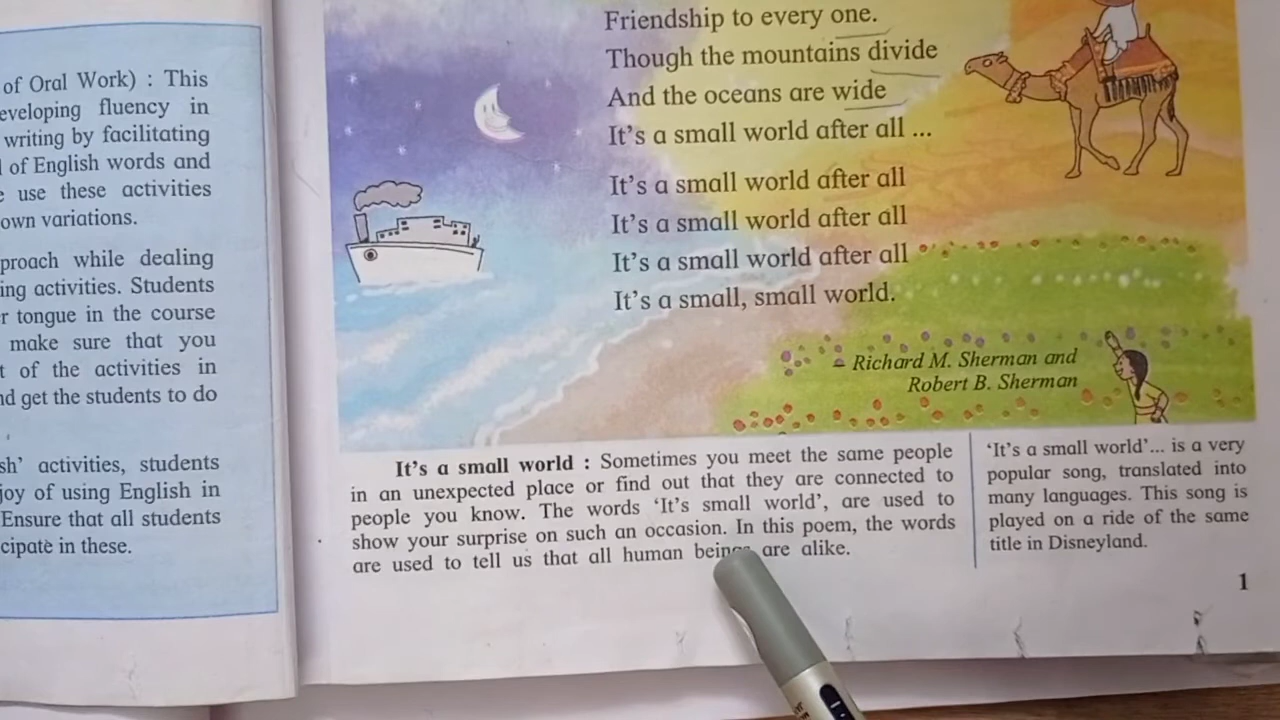 of Oral Work) : This
eveloping fluency in
writing by facilitating
of English words and
use these activities
own variations.
proach while dealing
ing activities. Students
r tongue in the course
make sure that you
t of the activities in
nd get the students to do
sh' activities, students
joy of using English in
Ensure that all students
cipate in these.
Friendship to every one.
Though the mountains divide
And the oceans are wide
It's a small world after all ...
It's a small world after all
It's a small world after all
It's a small world after all
It's a small, small world.
– Richard M. Sherman and
Robert B. Sherman
It's a small world : Sometimes you meet the same people
in an unexpected place or find out that they are connected to
people you know. The words 'It's small world', are used to
show your surprise on such an occasion. In this poem, the words
are used to tell us that all human beings are alike.
'It's a small world'... is a very
popular song, translated into
many languages. This song is
played on a ride of the same
title in Disneyland.
1